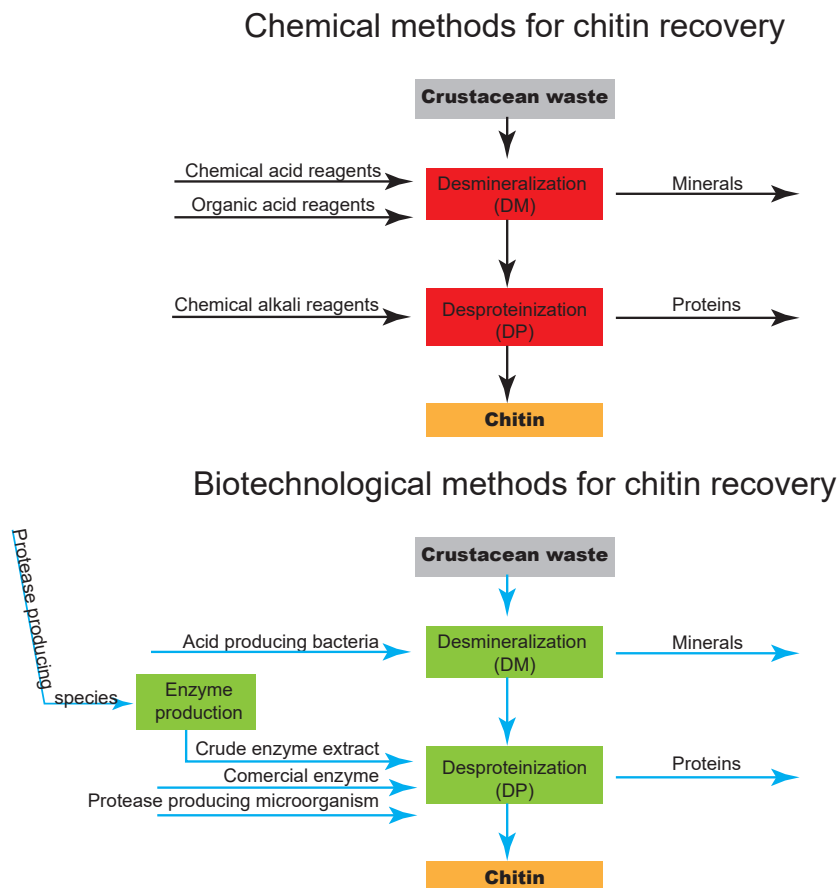 Chemical methods for chitin recovery
Crustacean waste
Chemical acid reagents
Organic acid reagents
Desmineralization
(DM)
Minerals
Chemical alkali reagents
Desproteinization
(DP)
Proteins
Chitin
Biotechnological methods for chitin recovery
Crustacean waste
Protease producing
species
Acid producing bacteria
Desmineralization
(DM)
Minerals
Enzyme
production
Crude enzyme extract
Comercial enzyme
Protease producing microorganism
Desproteinization
(DP)
Proteins
Chitin